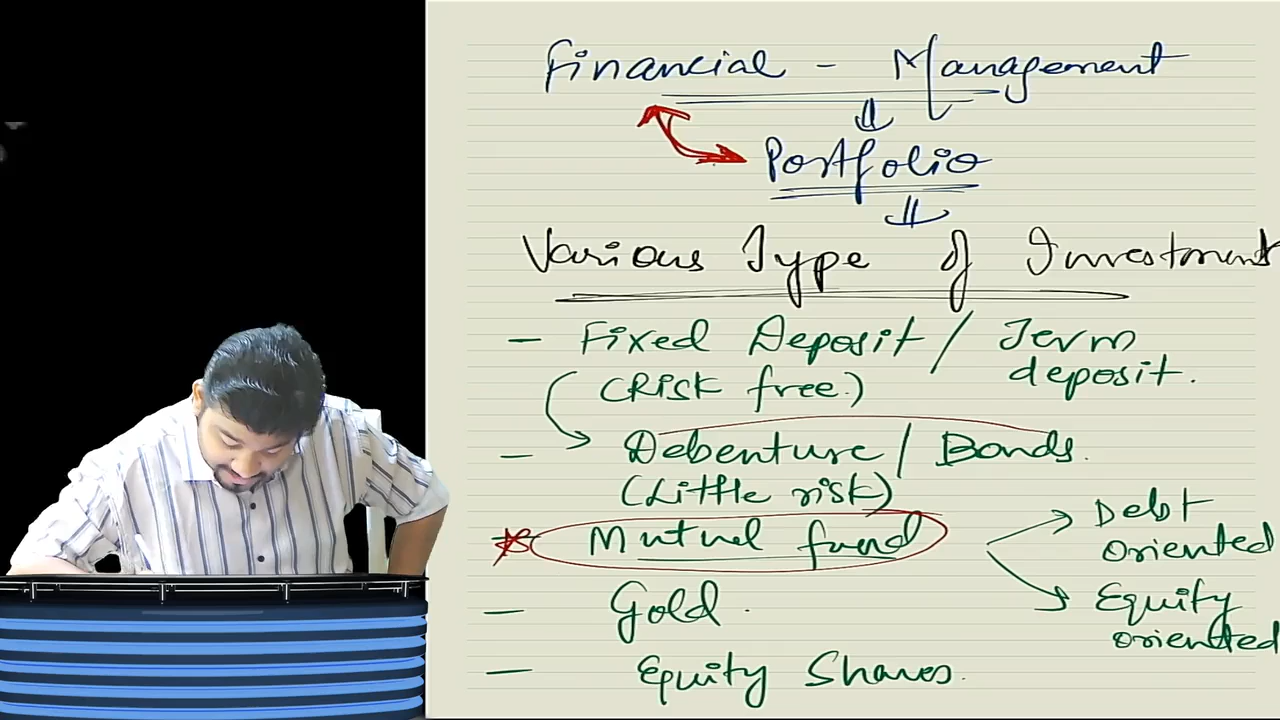 Financial - Management
Portfolio
Various Type of Investment
- Fixed Deposit / Term deposit.
(Risk free.)
- Debenture / Bonds.
(Little risk)
Mutual fund
Debt oriented
Equity oriented
- Gold.
- Equity Shares.